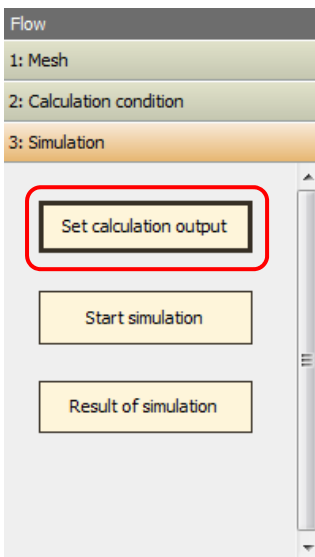 Flow
1: Mesh
2: Calculation condition
3: Simulation
Set calculation output
Start simulation
Result of simulation